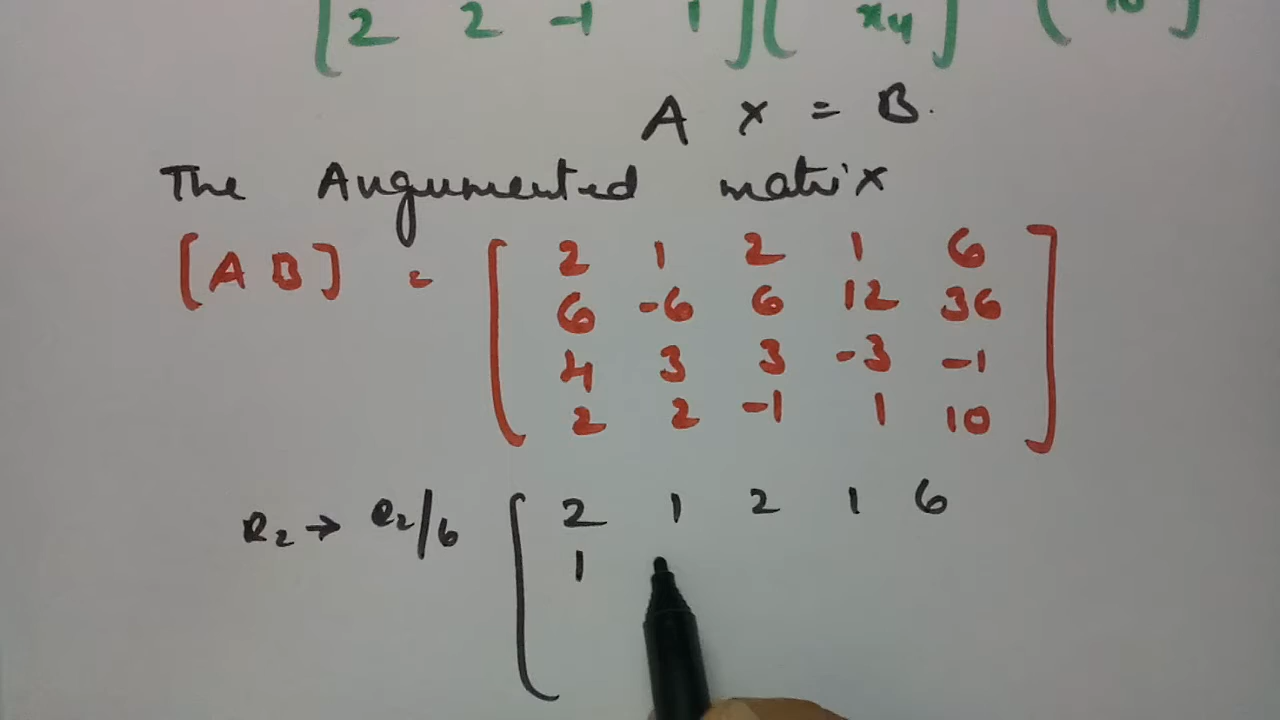 [ 2 2 -1 1 ] ( x4 ] ( 10 ]
A x = B.
The Augumented matrix
[A B] = [ 2 1 2 1 6
6 -6 6 12 36
4 3 3 -3 -1
2 2 -1 1 10 ]
R2 → R2/6 [ 2 1 2 1 6
1